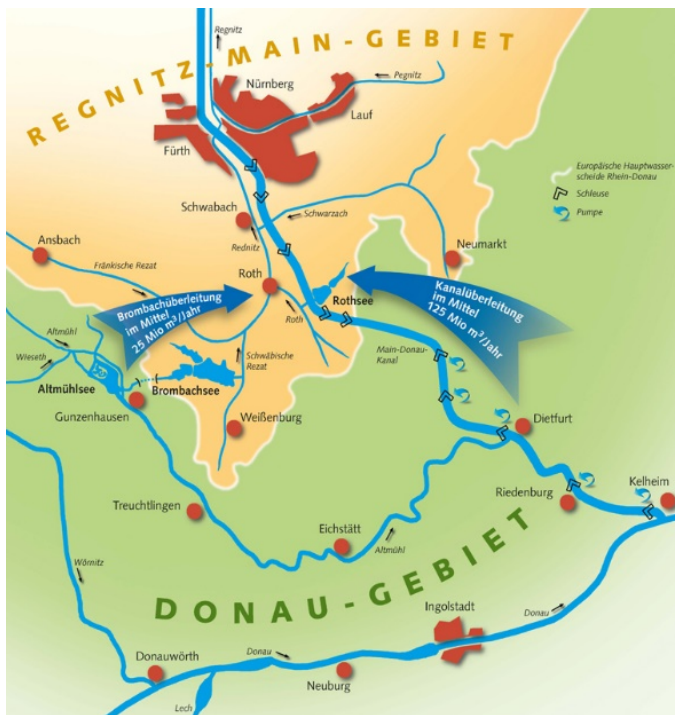 REGNITZ-MAIN-GEBIET
Regnitz
Pegnitz
Nürnberg
Lauf
Fürth
Europäische Hauptwasser-
scheide Rhein-Donau
Schleuse
Pumpe
Schwabach
Schwarzach
Rednitz
Ansbach
Fränkische Rezat
Neumarkt
Roth
Rothsee
Brombachüberleitung
im Mittel
25 Mio m³/Jahr
Kanalüberleitung
im Mittel
125 Mio m³/Jahr
Roth
Altmühl
Wieseth
Schwäbische
Rezat
Main-Donau-
Kanal
Altmühlsee
Brombachsee
Gunzenhausen
Weißenburg
Dietfurt
Treuchtlingen
Riedenburg
Kelheim
Eichstätt
Altmühl
Wörnitz
DONAU-GEBIET
Ingolstadt
Donau
Donauwörth
Donau
Neuburg
Lech